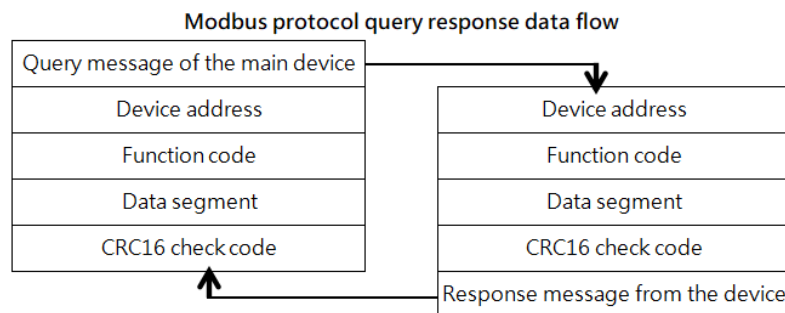 Modbus protocol query response data flow
Query message of the main device
Device address
Function code
Data segment
CRC16 check code
Device address
Function code
Data segment
CRC16 check code
Response message from the device